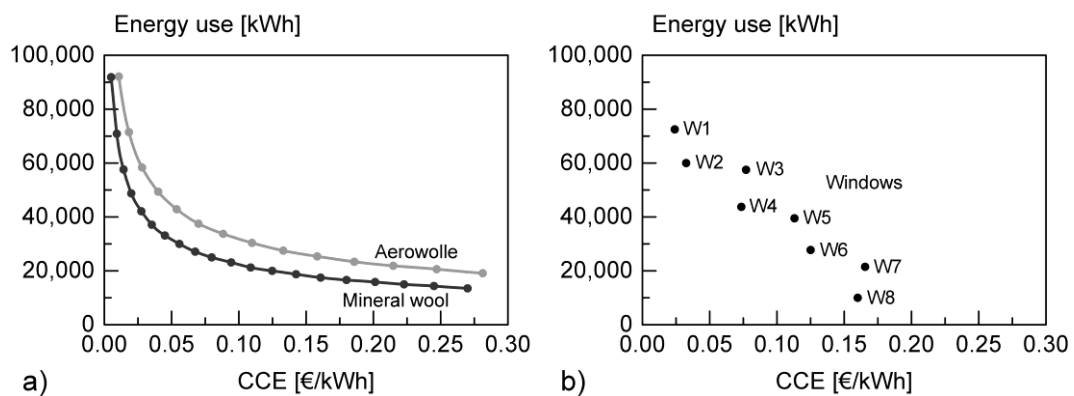 Energy use [kWh]
100,000
80,000
60,000
40,000
20,000
0
Aerowolle
Mineral wool
0.00 0.05 0.10 0.15 0.20 0.25 0.30
a) CCE [€/kWh]
Energy use [kWh]
100,000
80,000
60,000
40,000
20,000
0
W1
W2
W3
Windows
W4
W5
W6
W7
W8
0.00 0.05 0.10 0.15 0.20 0.25 0.30
b) CCE [€/kWh]